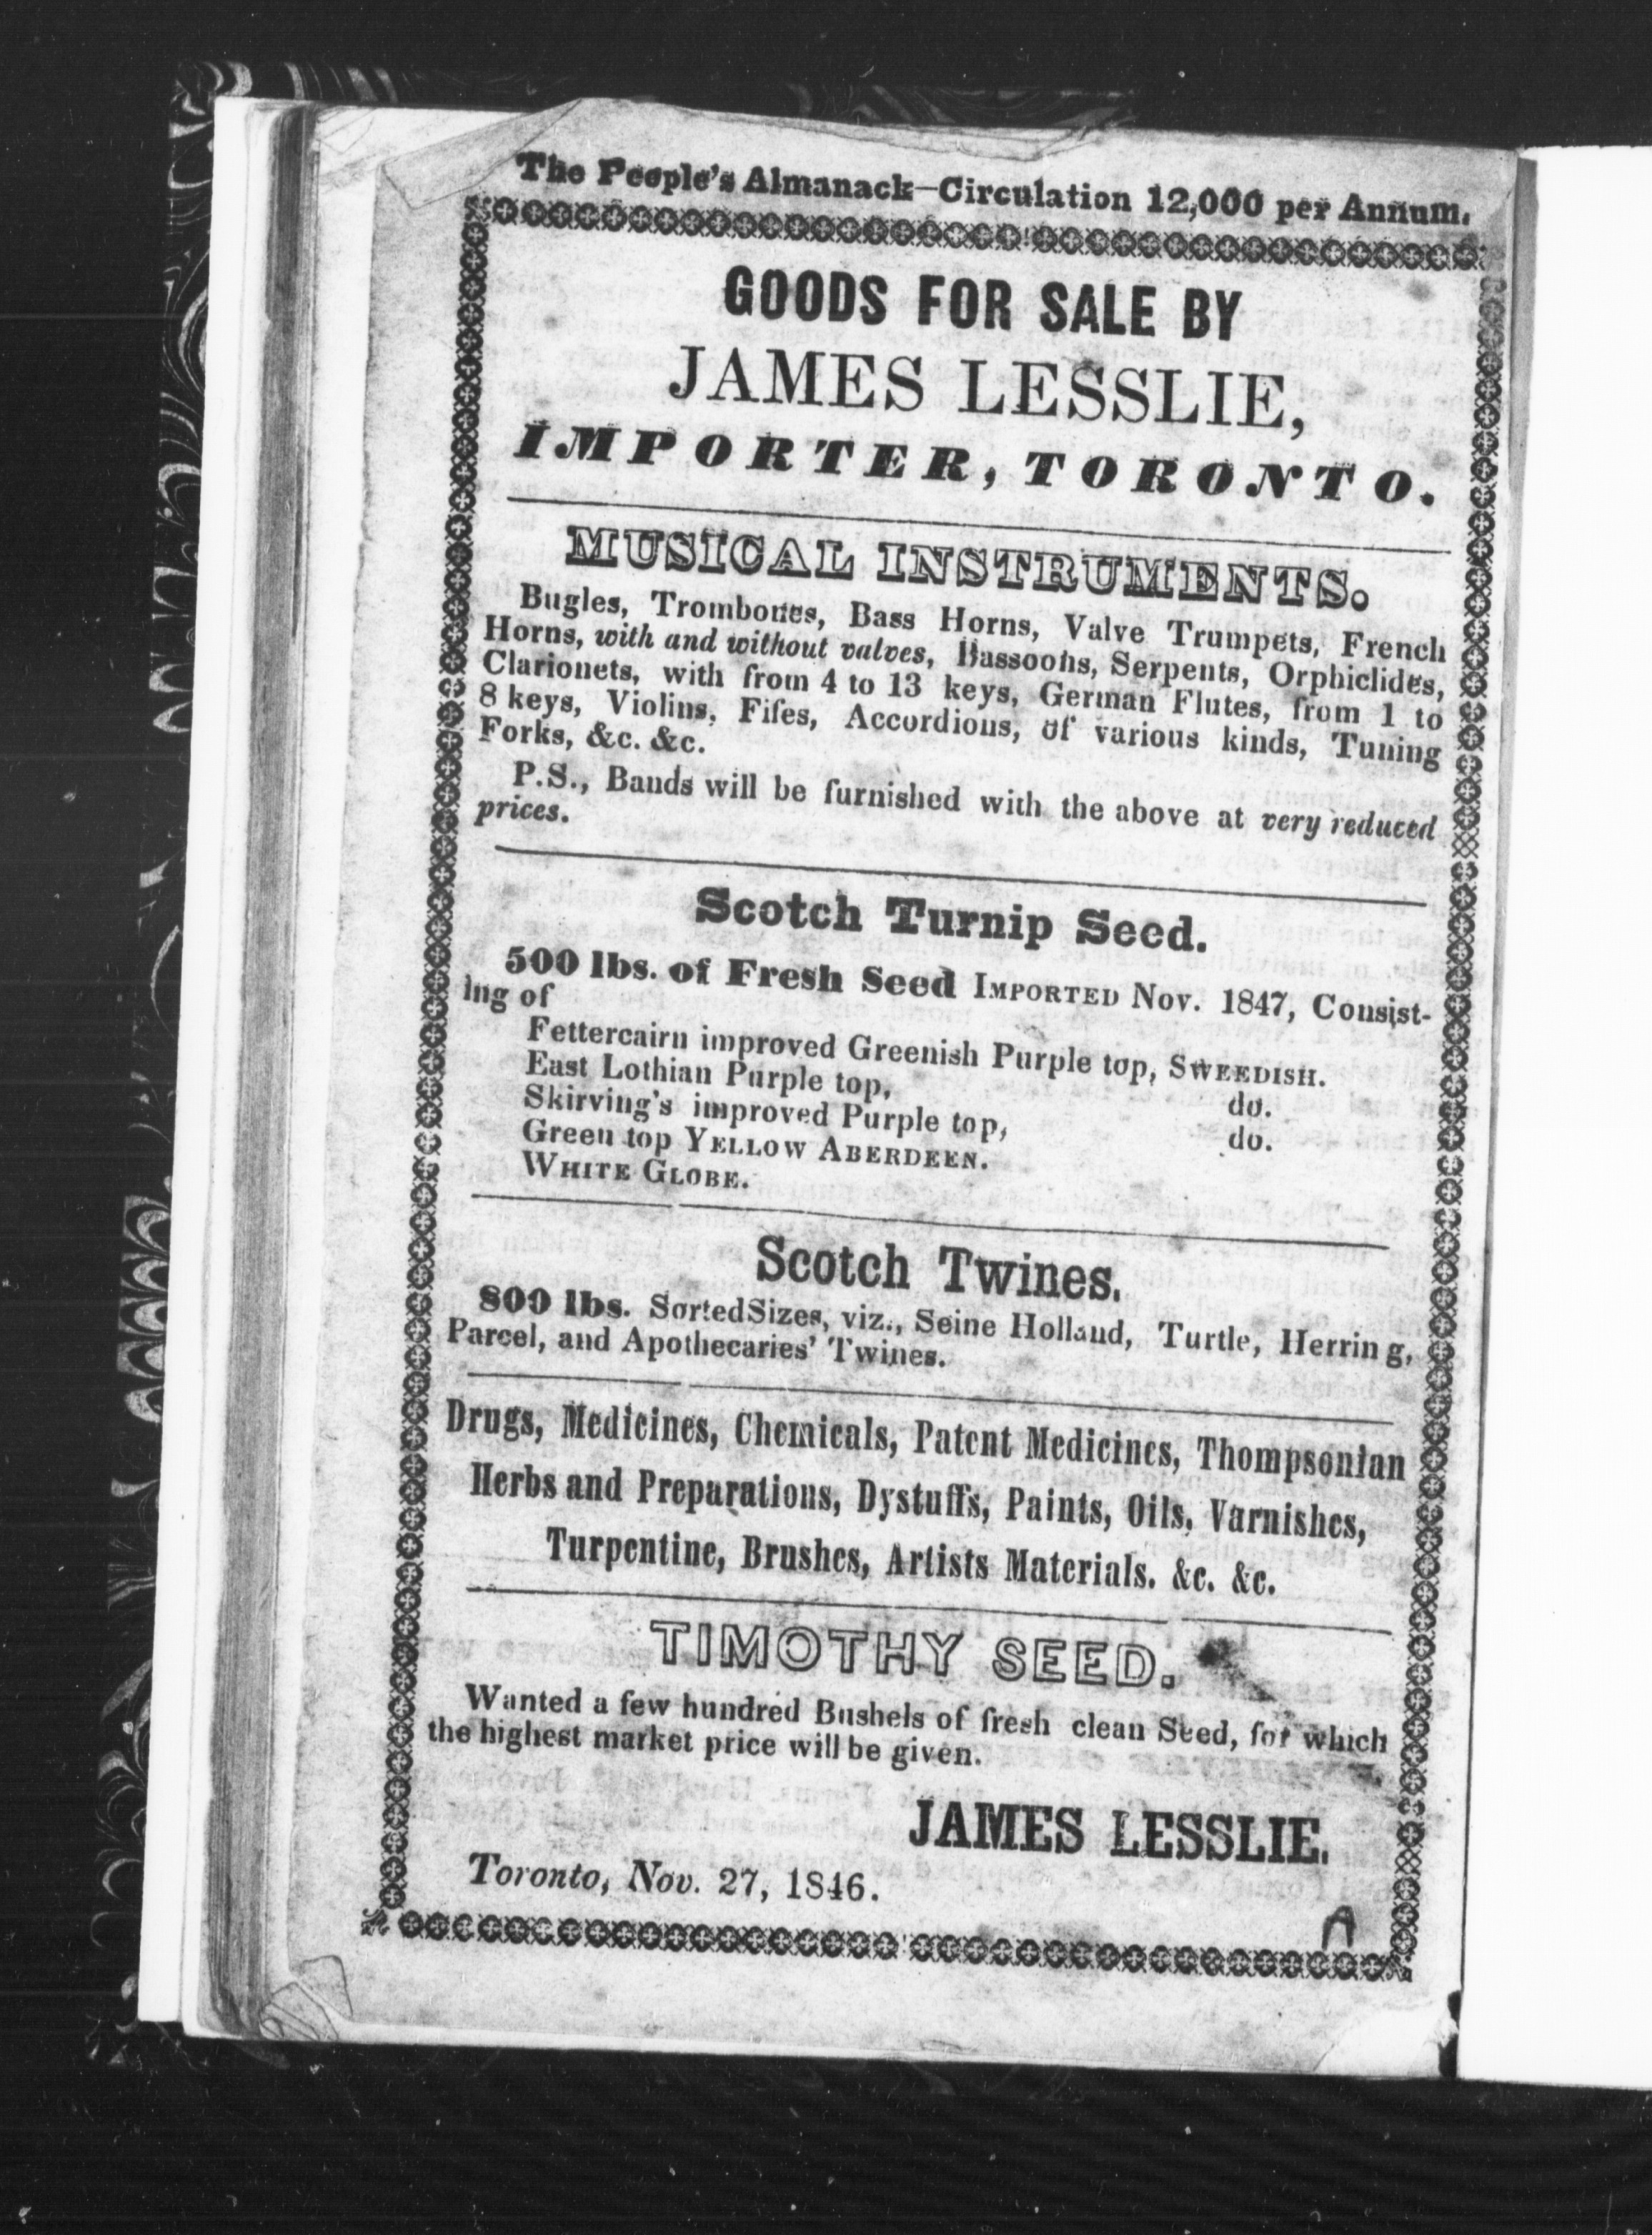 The People's Almanack—Circulation 12,000 per Annum.
GOODS FOR SALE BY
JAMES LESSLIE,
IMPORTER, TORONTO.
MUSICAL INSTRUMENTS.
Bugles, Trombones, Bass Horns, Valve Trumpets, French
Horns, with and without valves, Bassoons, Serpents, Orphiclides,
Clarionets, with from 4 to 13 keys, German Flutes, from 1 to
8 keys, Violins, Fifes, Accordions, of various kinds, Tuning
Forks, &c. &c.
P.S., Bands will be furnished with the above at very reduced
prices.
Scotch Turnip Seed.
500 lbs. of Fresh Seed IMPORTED Nov. 1847, Consist-
ing of
Fettercairn improved Greenish Purple top, SWEEDISH.
East Lothian Purple top, do.
Skirving's improved Purple top, do.
Green top YELLOW ABERDEEN.
WHITE GLOBE.
Scotch Twines.
800 lbs. Sorted Sizes, viz., Seine Holland, Turtle, Herring,
Parcel, and Apothecaries' Twines.
Drugs, Medicines, Chemicals, Patent Medicines, Thompsonian
Herbs and Preparations, Dystuffs, Paints, Oils, Varnishes,
Turpentine, Brushes, Artists Materials. &c. &c.
TIMOTHY SEED.
Wanted a few hundred Bushels of fresh clean Seed, for which
the highest market price will be given.
JAMES LESSLIE.
Toronto, Nov. 27, 1846.
A